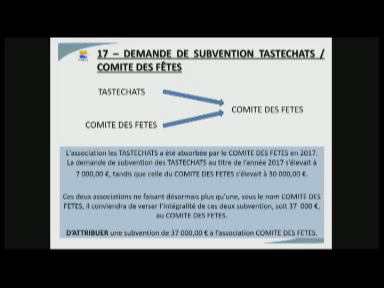 17 – DEMANDE DE SUBVENTION TASTECHATS /
COMITE DES FÊTES
TASTECHATS
COMITE DES FETES
COMITE DES FETES
L'association les TASTECHATS a été absorbée par le COMITE DES FETES en 2017.
La demande de subvention des TASTECHATS au titre de l'année 2017 s'élevait à
7 000,00 €, tandis que celle du COMITE DES FETES s'élevait à 30 000,00 €.
Ces deux associations ne faisant désormais plus qu'une, sous le nom COMITE DES
FETES, il conviendra de verser l'intégralité de ces deux subvention, soit 37 000 €,
au COMITE DES FETES.
D'ATTRIBUER une subvention de 37 000,00 € à l'association COMITE DES FETES.